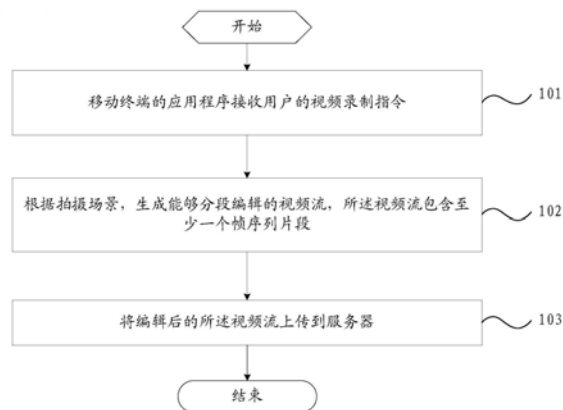 开始
移动终端的应用程序接收用户的视频录制指令
101
根据拍摄场景，生成能够分段编辑的视频流，所述视频流包含至
少一个帧序列片段
102
将编辑后的所述视频流上传到服务器
103
结束